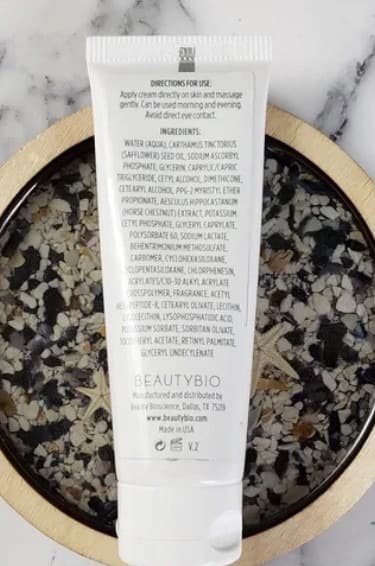 DIRECTIONS FOR USE:
Apply cream directly on skin and massage
gently. Can be used morning and evening.
Avoid direct eye contact.
INGREDIENTS:
WATER (AQUA), CARTHAMUS TINCTORIUS
(SAFFLOWER) SEED OIL, SODIUM ASCORBYL
PHOSPHATE, GLYCERIN, CAPRYLIC/CAPRIC
TRIGLYCERIDE, CETYL ALCOHOL, DIMETHICONE,
CETEARYL ALCOHOL, PPG-2 MYRISTYL ETHER
PROPIONATE, AESCULUS HIPPOCASTANUM
(HORSE CHESTNUT) EXTRACT, POTASSIUM
CETYL PHOSPHATE, GLYCERYL CAPRYLATE,
POLYSORBATE 60, SODIUM LACTATE,
BEHENTRIMONIUM METHOSULFATE,
CARBOMER, CYCLOHEXASILOXANE,
CYCLOPENTASILOXANE, CHLORPHENESIN,
ACRYLATES/C10-30 ALKYL ACRYLATE
CROSSPOLYMER, FRAGRANCE, ACETYL
HEXAPEPTIDE-8, CETEARYL OLIVATE, LECITHIN,
LYSOLECITHIN, LYSOPHOSPHATIDIC ACID,
POTASSIUM SORBATE, SORBITAN OLIVATE,
TOCOPHERYL ACETATE, RETINYL PALMITATE,
GLYCERYL UNDECYLENATE
BEAUTYBIO
Manufactured and distributed by
Beauty Bioscience, Dallas, TX 75219
www.beautybio.com
Made in USA
V.2